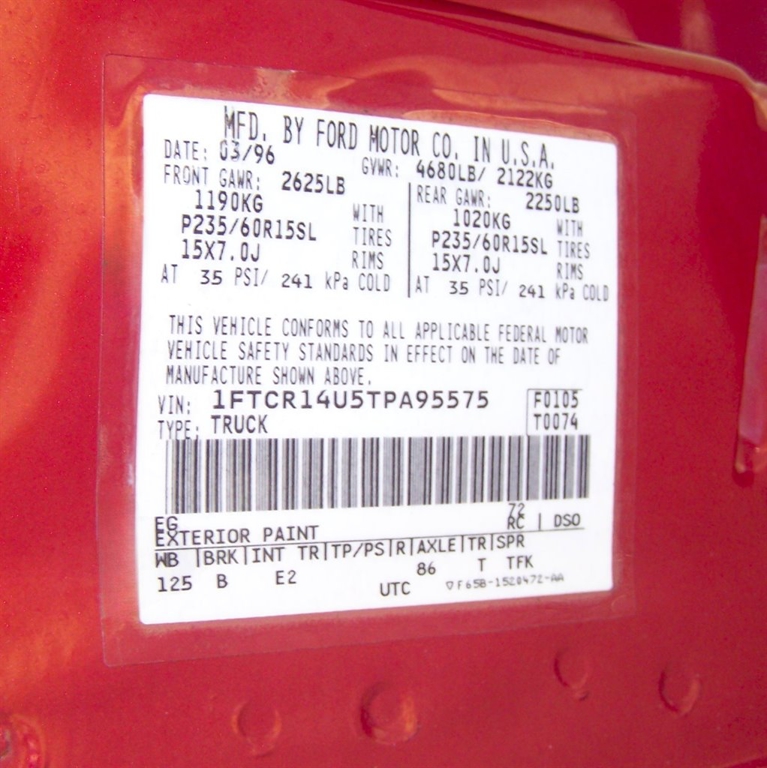 MFD. BY FORD MOTOR CO. IN U.S.A.
DATE: 03/96 GVWR: 4680LB/ 2122KG
FRONT GAWR: 2625LB
1190KG WITH
P235/60R15SL TIRES
15X7.0J RIMS
AT 35 PSI/ 241 kPa COLD
REAR GAWR: 2250LB
1020KG WITH
P235/60R15SL TIRES
15X7.0J RIMS
AT 35 PSI/ 241 kPa COLD
THIS VEHICLE CONFORMS TO ALL APPLICABLE FEDERAL MOTOR
VEHICLE SAFETY STANDARDS IN EFFECT ON THE DATE OF
MANUFACTURE SHOWN ABOVE.
VIN: 1FTCR14U5TPA95575 F0105
TYPE: TRUCK T0074
EG 72
EXTERIOR PAINT RC | DSO
WB |BRK|INT TR|TP/PS|R|AXLE|TR|SPR
125 B E2 86 T TFK
UTC ▽F65B-1520472-AA